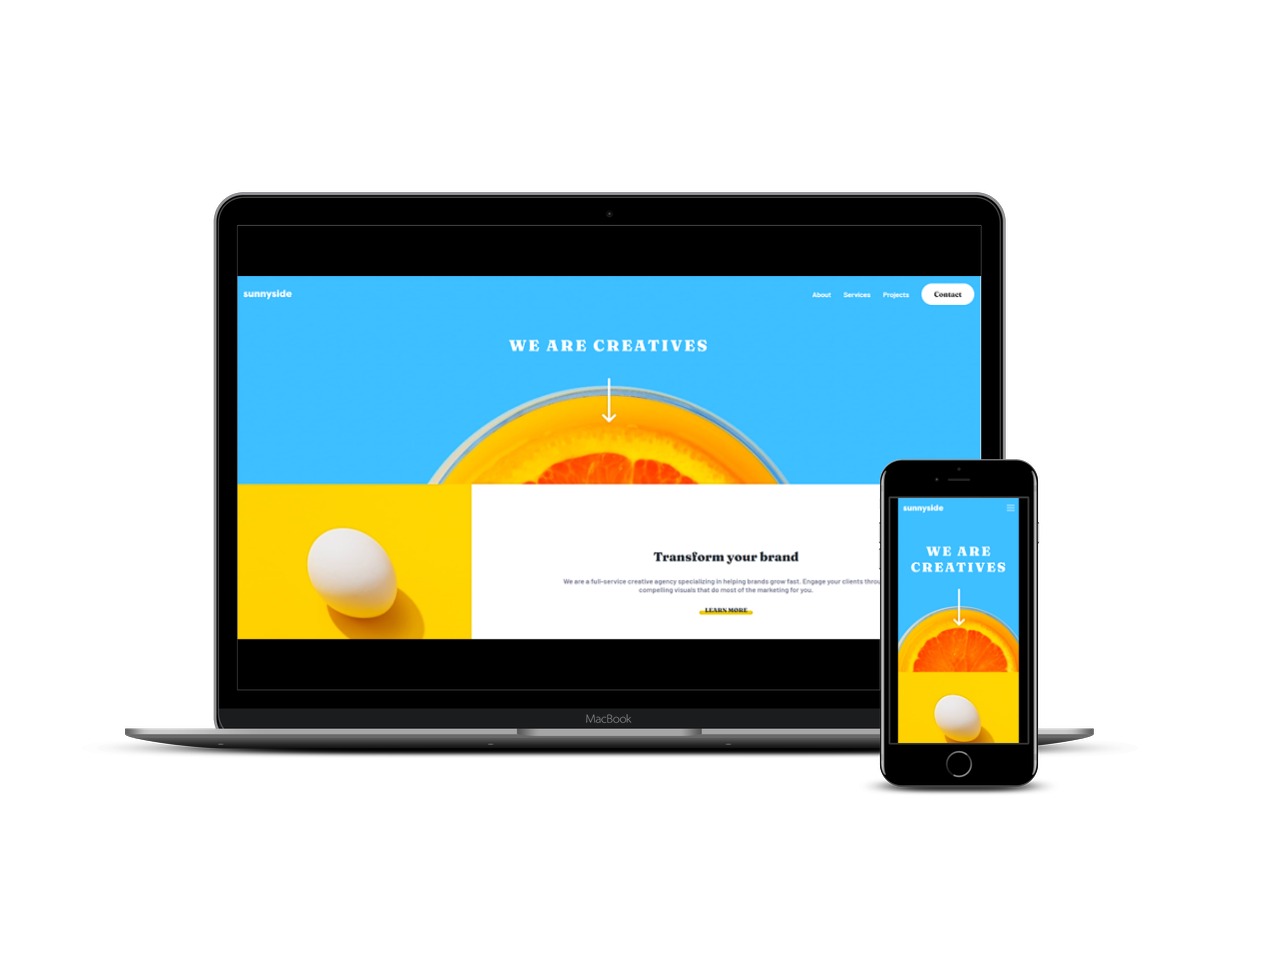 sunnyside
About Services Projects Contact
WE ARE CREATIVES
Transform your brand
We are a full-service creative agency specializing in helping brands grow fast. Engage your clients
compelling visuals that do most of the marketing for you.
LEARN MORE
MacBook
sunnyside
WE ARE
CREATIVES